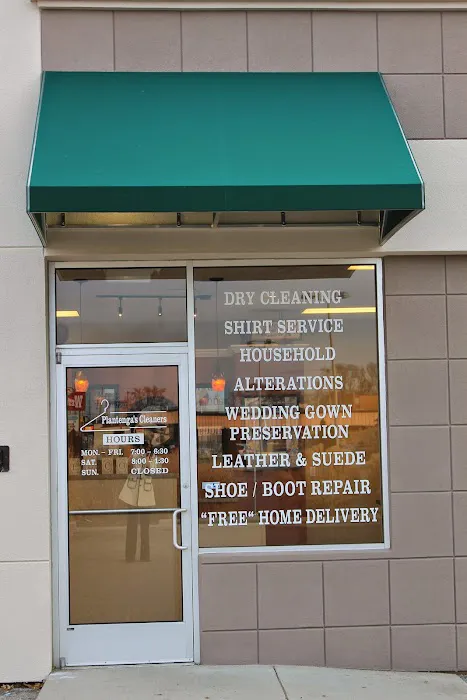 DRY CLEANING
SHIRT SERVICE
HOUSEHOLD
ALTERATIONS
WEDDING GOWN
PRESERVATION
LEATHER & SUEDE
SHOE / BOOT REPAIR
"FREE" HOME DELIVERY
Plantenga's Cleaners
HOURS
MON. - FRI. 7:00 - 6:30
SAT. 8:00 - 4:30
SUN. CLOSED